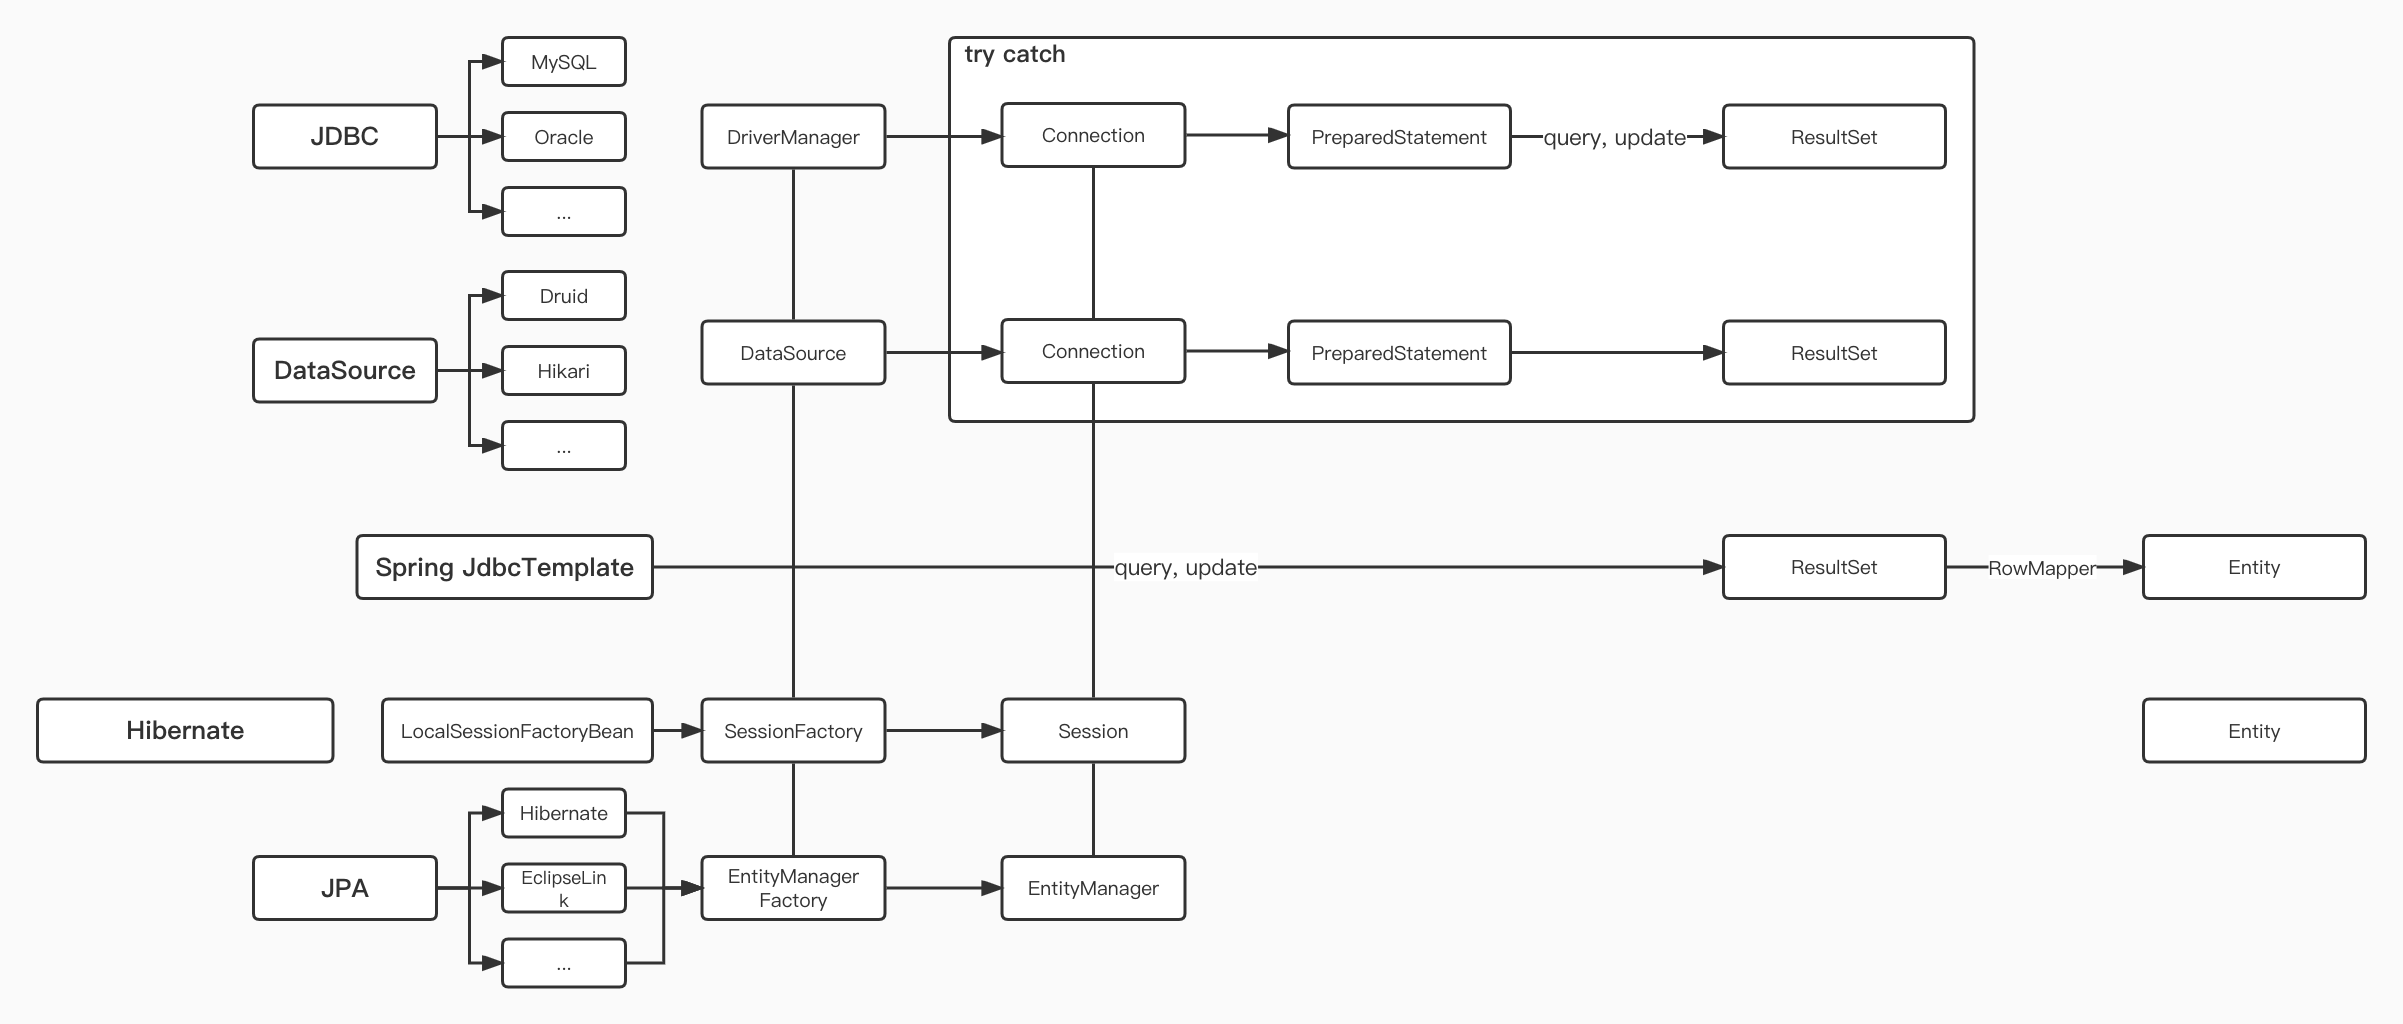 try catch
MySQL
JDBC
Oracle
...
DriverManager
Connection
PreparedStatement
query, update
ResultSet
Druid
DataSource
Hikari
...
DataSource
Connection
PreparedStatement
ResultSet
Spring JdbcTemplate
query, update
ResultSet
RowMapper
Entity
Hibernate
LocalSessionFactoryBean
SessionFactory
Session
Entity
Hibernate
JPA
EclipseLin
k
...
EntityManager
Factory
EntityManager